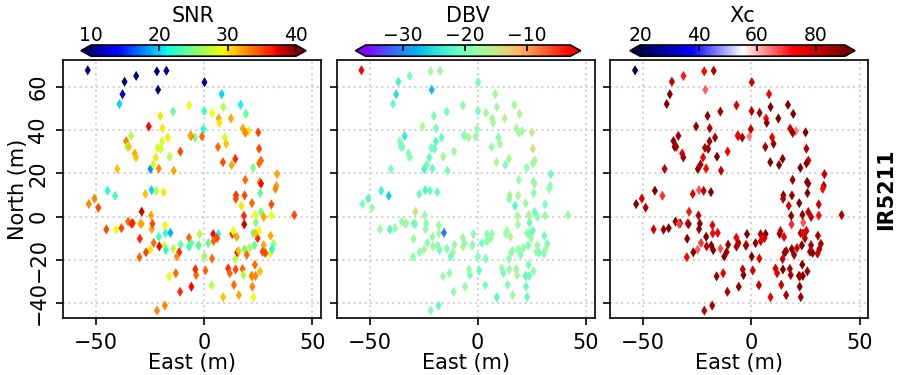 SNR DBV Xc
10 20 30 40 −30 −20 −10 20 40 60 80
60
40
20
0
−20
−40
North (m)
IR5211
−50 0 50 −50 0 50 −50 0 50
East (m) East (m) East (m)